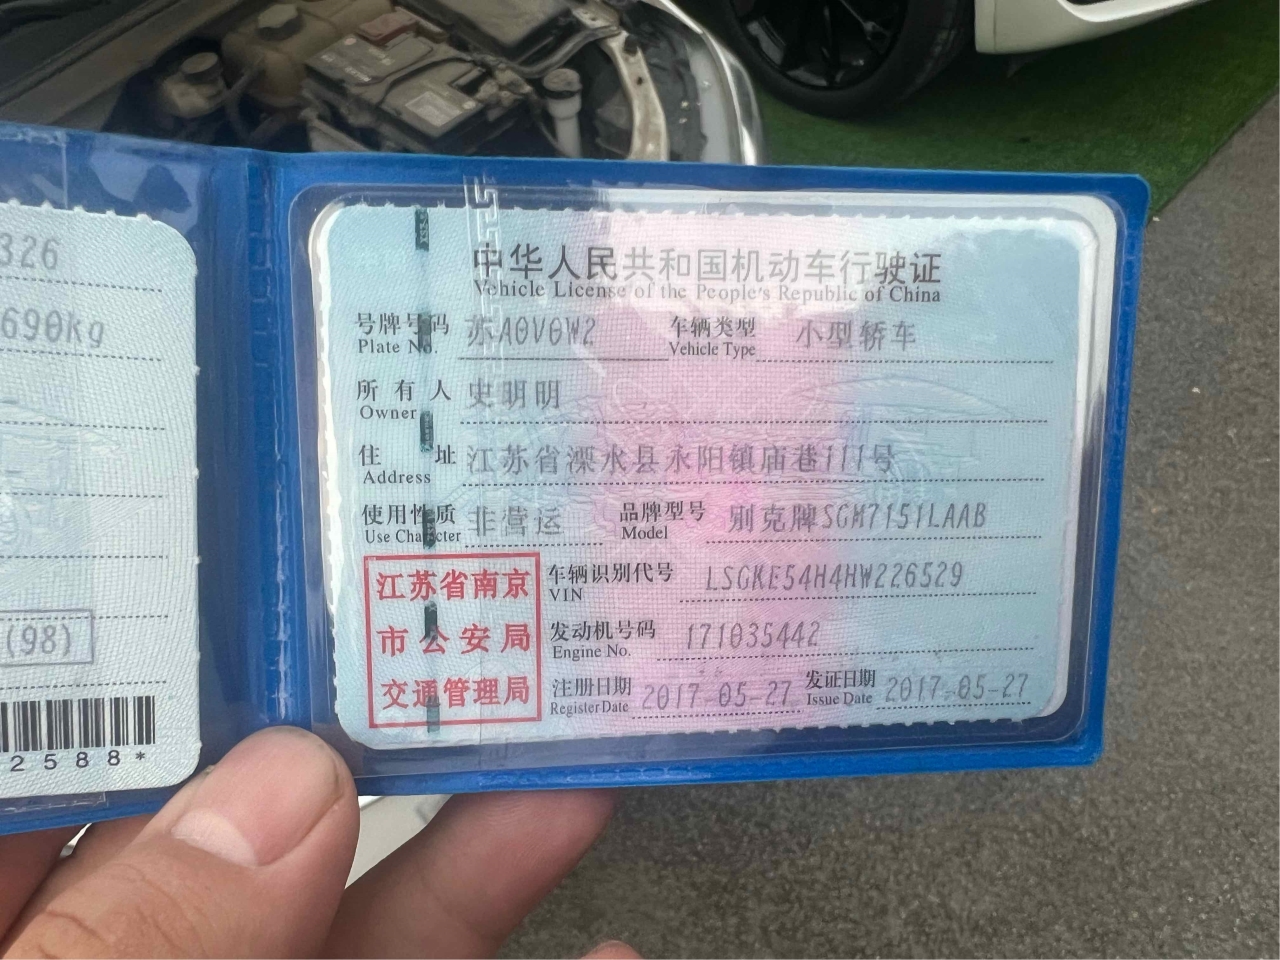 326
690kg
(98)
2588*
中华人民共和国机动车行驶证
Vehicle License of the People's Republic of China
号牌号码 苏A0V0W2 车辆类型 小型轿车
Plate No. Vehicle Type
所有人 史明明
Owner
住址 江苏省溧水县永阳镇庙巷111号
Address
使用性质 非营运 品牌型号 别克牌SGM7151LAAB
Use Character Model
江苏省南京
市公安局
交通管理局
车辆识别代号 LSGKE54H4HW226529
VIN
发动机号码 171035442
Engine No.
注册日期 2017-05-27 发证日期 2017-05-27
Register Date Issue Date